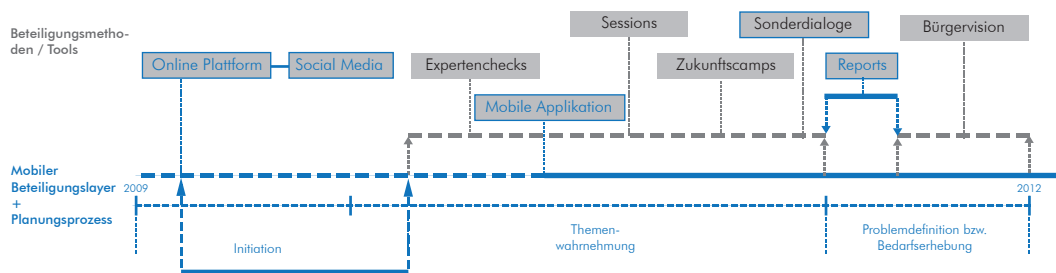 Beteiligungsmetho-
den / Tools
Sessions
Sonderdialoge
Bürgervision
Online Plattform
Social Media
Expertenchecks
Zukunftscamps
Reports
Mobile Applikation
Mobiler
Beteiligungslayer
+
Planungsprozess
2009
2012
Initiation
Themen-
wahrnehmung
Problemdefinition bzw.
Bedarfserhebung